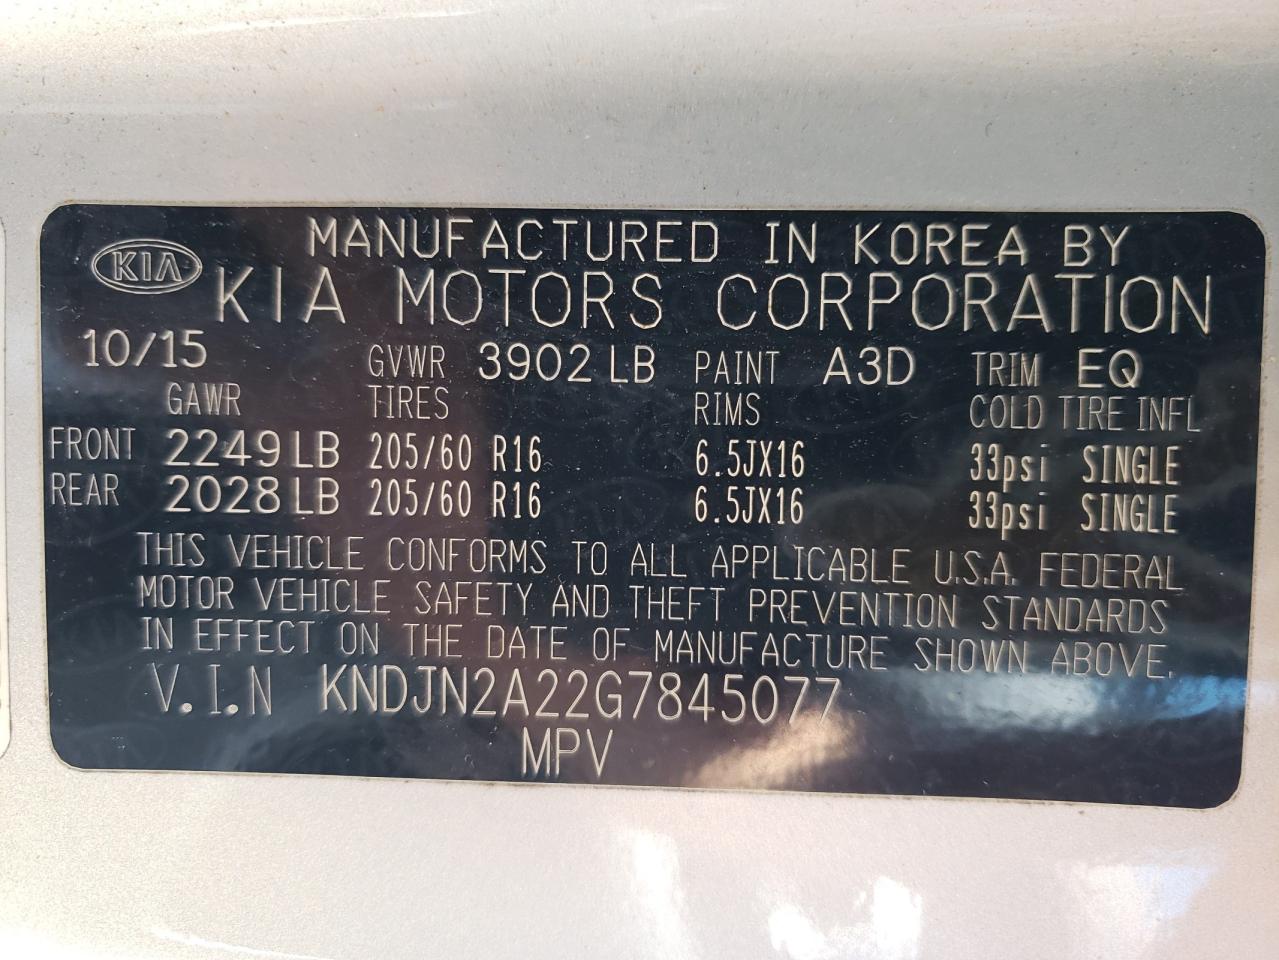 KIA
MANUFACTURED IN KOREA BY
KIA MOTORS CORPORATION
10/15 GVWR 3902 LB PAINT A3D TRIM EQ
GAWR TIRES RIMS COLD TIRE INFL
FRONT 2249 LB 205/60 R16 6.5JX16 33psi SINGLE
REAR 2028 LB 205/60 R16 6.5JX16 33psi SINGLE
THIS VEHICLE CONFORMS TO ALL APPLICABLE U.S.A. FEDERAL
MOTOR VEHICLE SAFETY AND THEFT PREVENTION STANDARDS
IN EFFECT ON THE DATE OF MANUFACTURE SHOWN ABOVE.
V.I.N KNDJN2A22G7845077
MPV